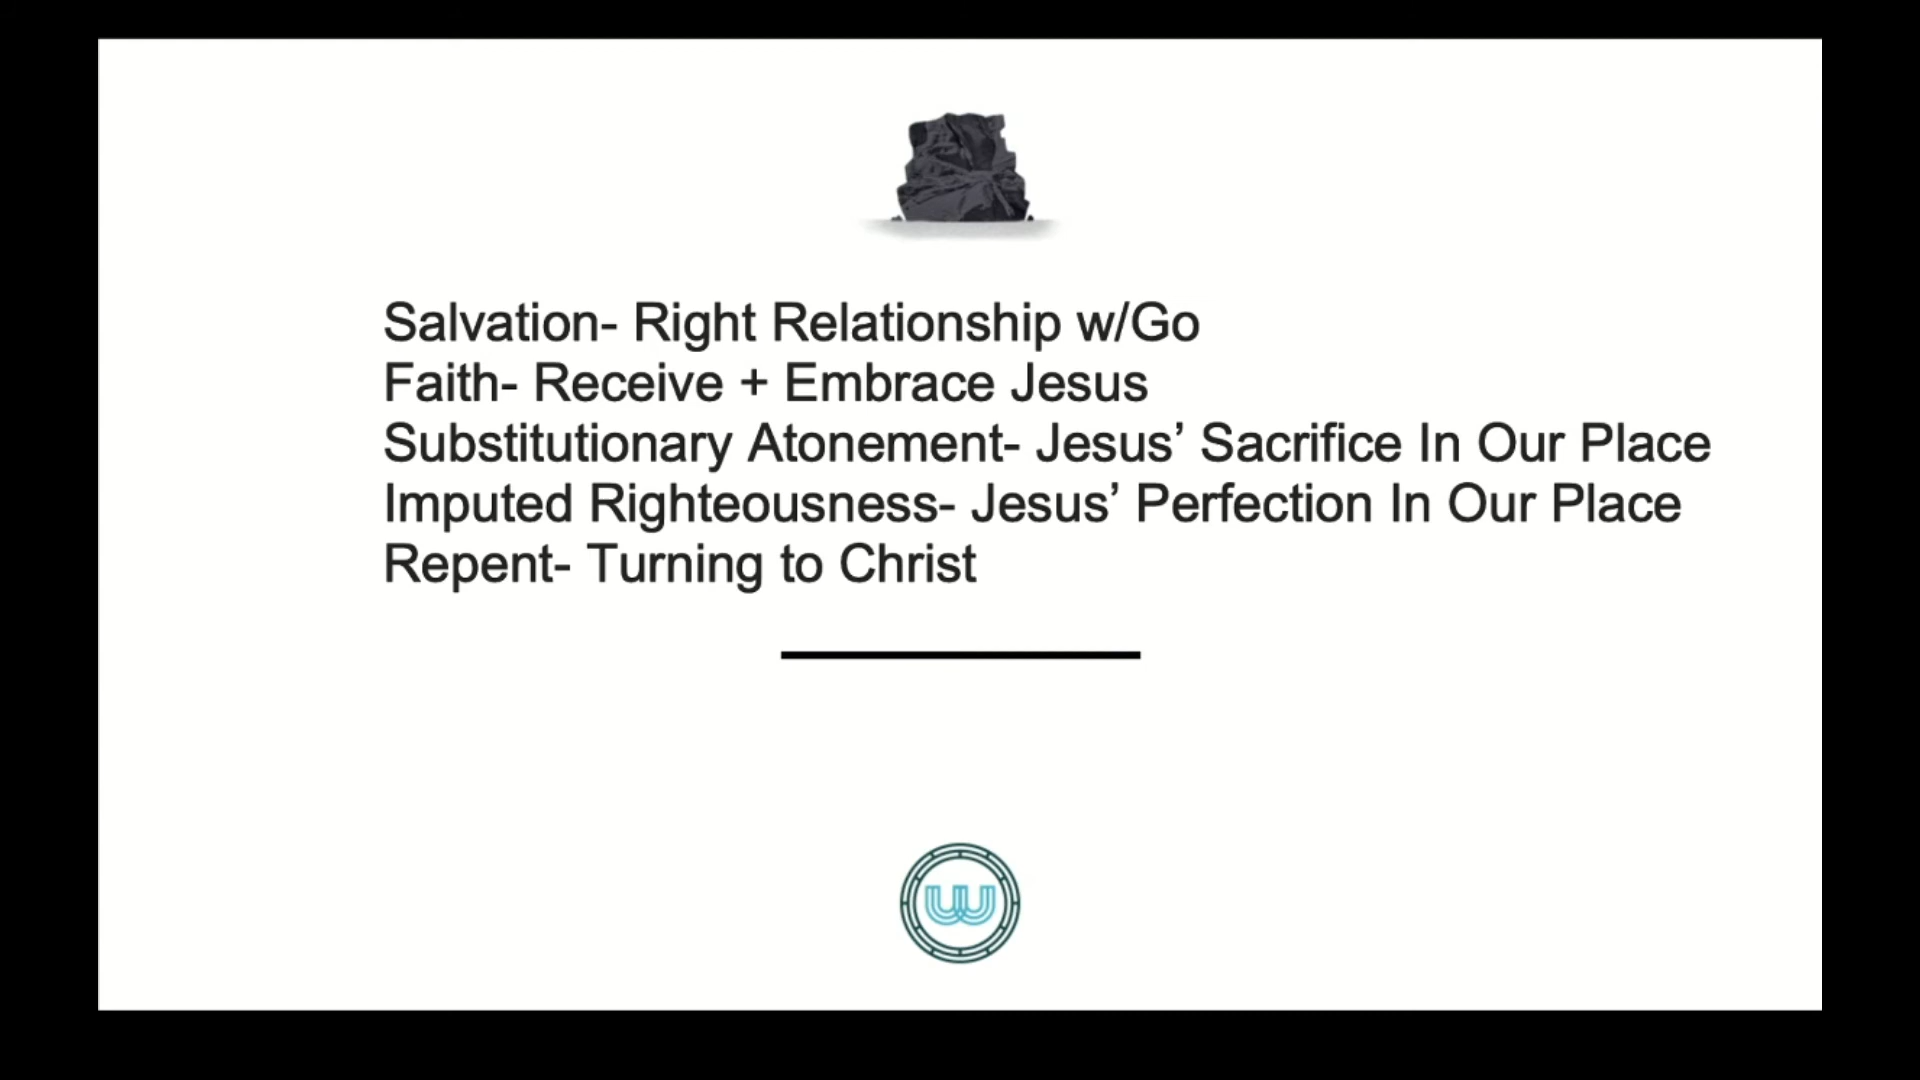 Salvation- Right Relationship w/Go
Faith- Receive + Embrace Jesus
Substitutionary Atonement- Jesus’ Sacrifice In Our Place
Imputed Righteousness- Jesus’ Perfection In Our Place
Repent- Turning to Christ
W